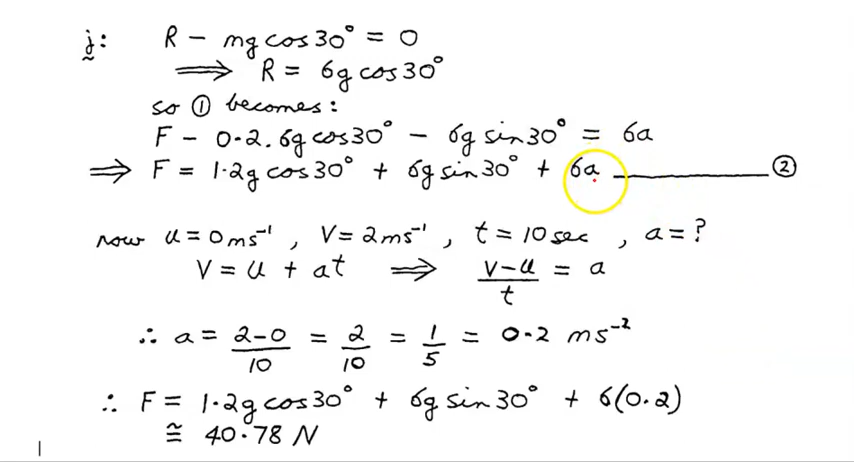 j: R - mg cos 30° = 0
⟹ R = 6g cos 30°
so ① becomes:
F - 0·2. 6g cos 30° - 6g sin 30° = 6a
⟹ F = 1·2g cos 30° + 6g sin 30° + 6a ————— ②
now u = 0 ms⁻¹, V = 2 ms⁻¹, t = 10 sec, a = ?
V = u + at ⟹ (V-u)/t = a
∴ a = (2-0)/10 = 2/10 = 1/5 = 0·2 ms⁻²
∴ F = 1·2g cos 30° + 6g sin 30° + 6(0·2)
≅ 40·78 N